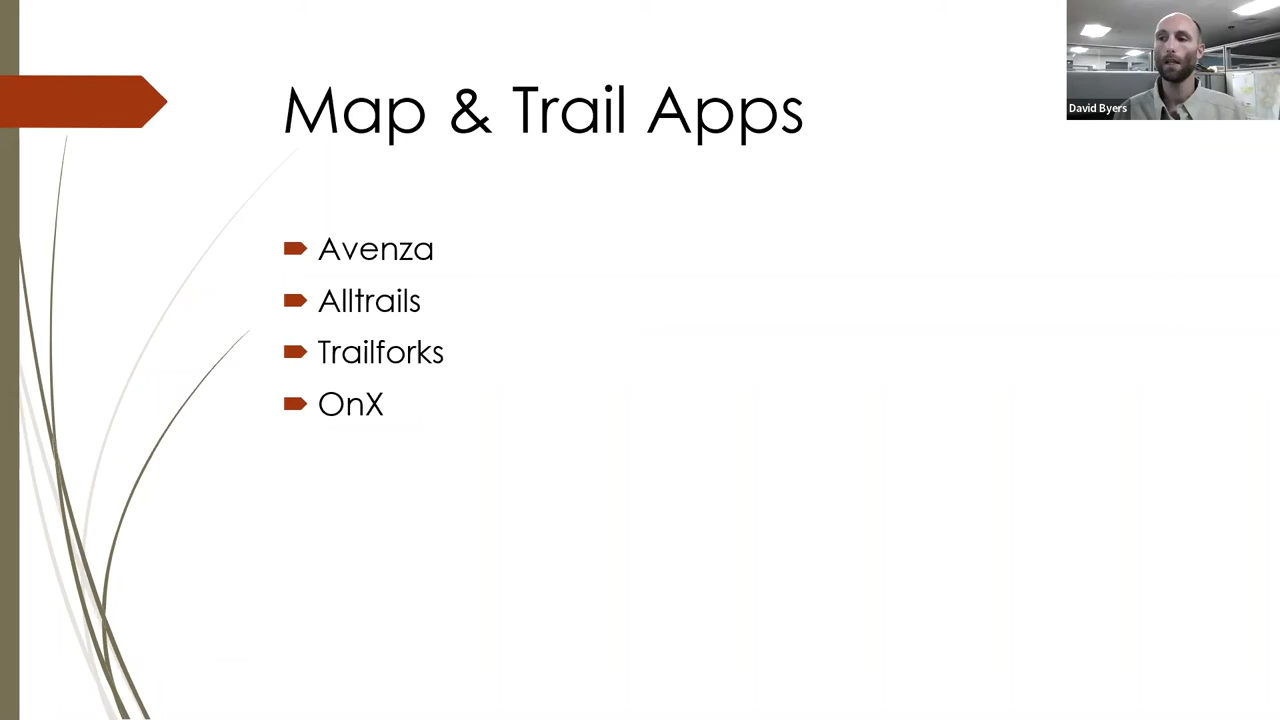 Map & Trail Apps
David Byers
Avenza
Alltrails
Trailforks
OnX